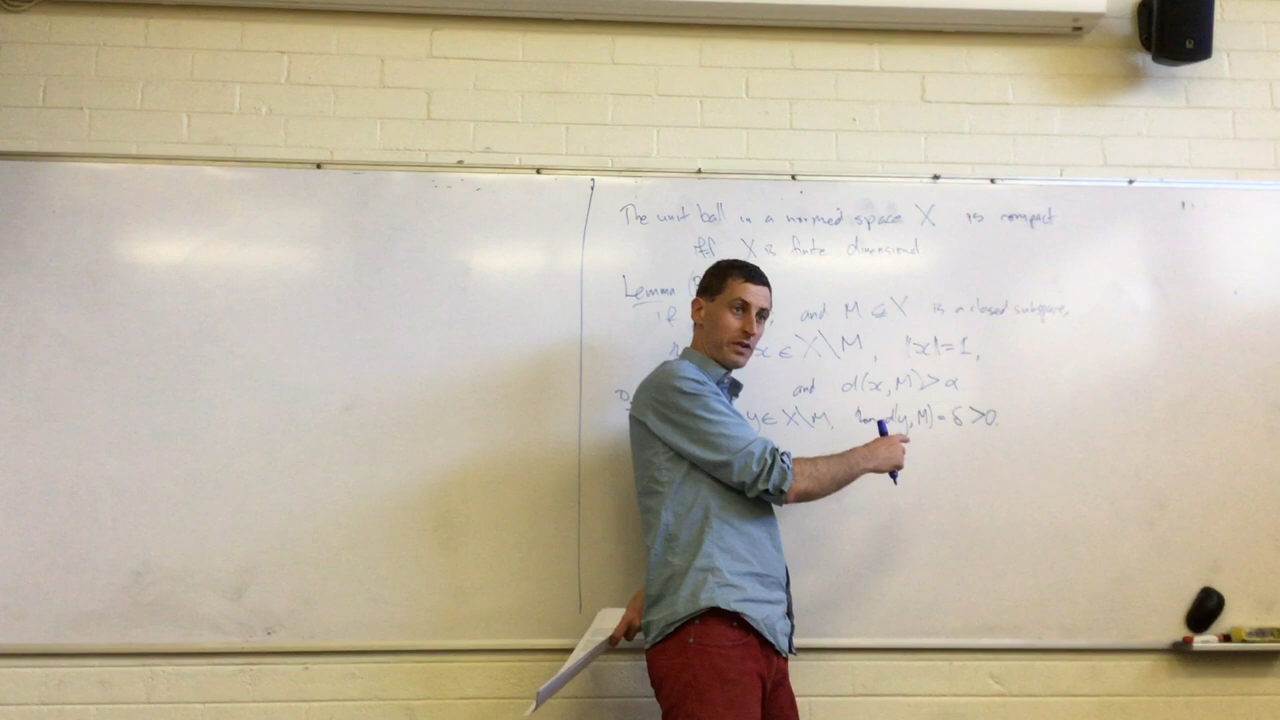 The unit ball in a normed space X is compact
iff X is finite dimensional
Lemma (
if and M ⊆ X is a closed subspace,
x ∈ X\M, ||x||=1,
and d(x, M) > α
y ∈ X\M, d(y, M) = δ > 0.